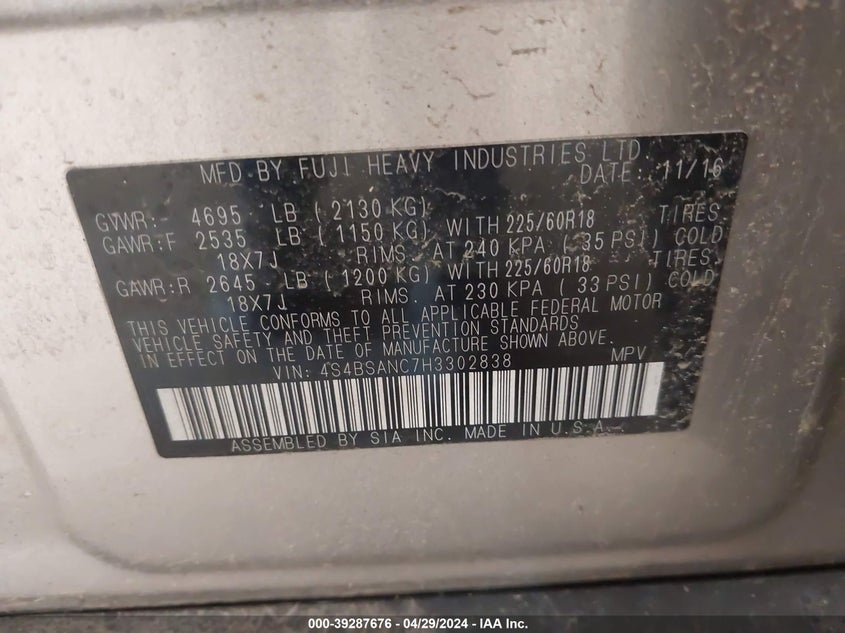 MFD. BY FUJI HEAVY INDUSTRIES LTD.
DATE: 11/16
GVWR: 4695 LB ( 2130 KG)
GAWR:F 2535 LB ( 1150 KG) WITH 225/60R18 TIRES
18X7J RIMS. AT 240 KPA ( 35 PSI) COLD
GAWR:R 2645 LB ( 1200 KG) WITH 225/60R18 TIRES.
18X7J RIMS. AT 230 KPA ( 33 PSI) COLD
THIS VEHICLE CONFORMS TO ALL APPLICABLE FEDERAL MOTOR
VEHICLE SAFETY AND THEFT PREVENTION STANDARDS
IN EFFECT ON THE DATE OF MANUFACTURE SHOWN ABOVE.
VIN: 4S4BSANC7H3302838 MPV
ASSEMBLED BY SIA INC. MADE IN U.S.A.
000-39287676 - 04/29/2024 - IAA Inc.